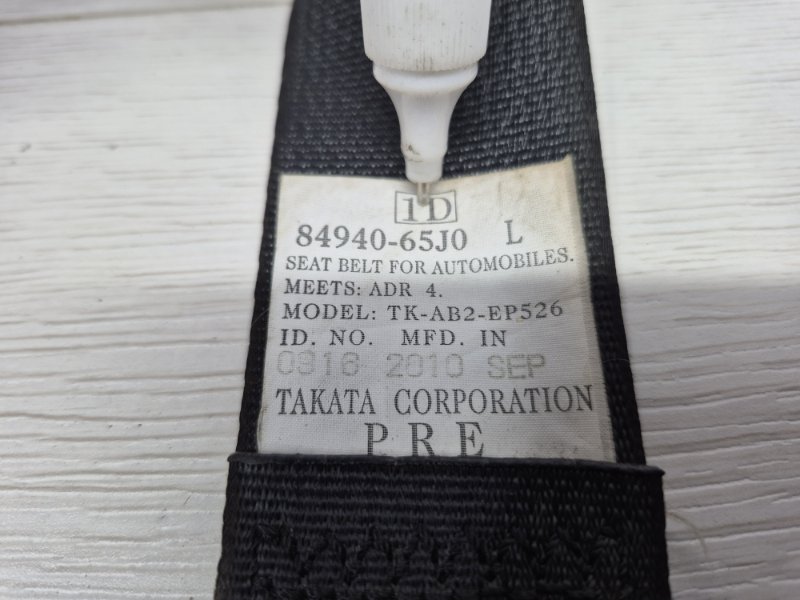 1D
84940-65J0 L
SEAT BELT FOR AUTOMOBILES.
MEETS: ADR 4.
MODEL: TK-AB2-EP526
ID. NO. MFD. IN
0316 2010 SEP
TAKATA CORPORATION
PRE